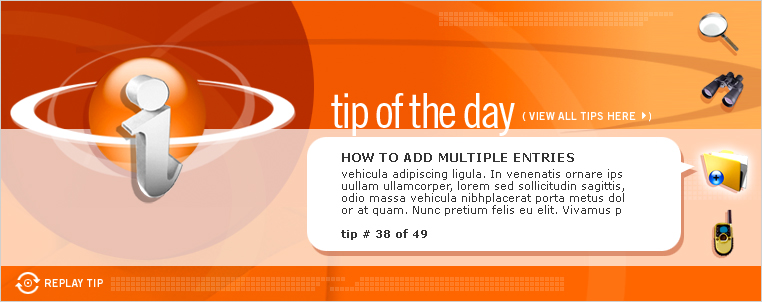 tip of the day ( VIEW ALL TIPS HERE )
HOW TO ADD MULTIPLE ENTRIES
vehicula adipiscing ligula. In venenatis ornare ips
uullam ullamcorper, lorem sed sollicitudin sagittis,
odio massa vehicula nibhplacerat porta metus dol
or at quam. Nunc pretium felis eu elit. Vivamus p
tip # 38 of 49
REPLAY TIP